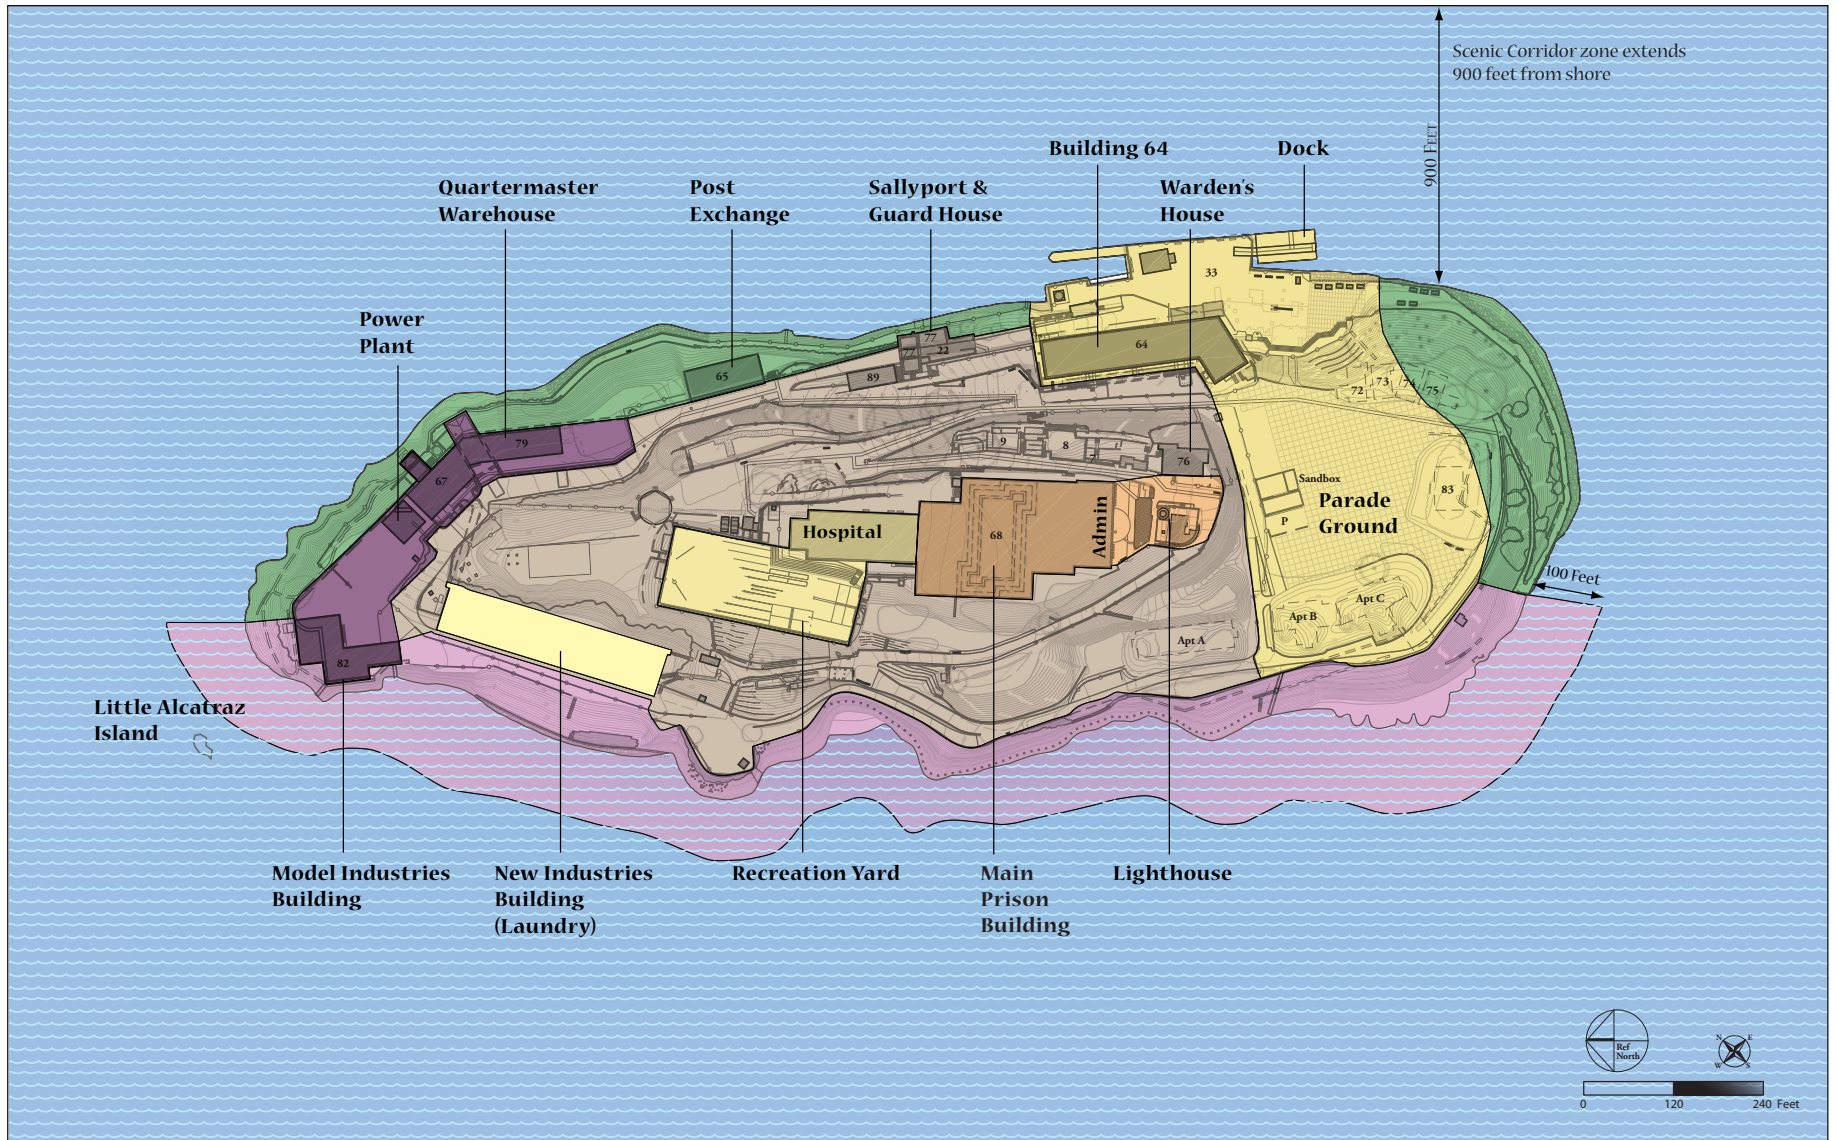 Scenic Corridor zone extends
900 feet from shore
900 Feet
Building 64
Dock
Quartermaster
Warehouse
Post
Exchange
Sallyport &
Guard House
Warden's
House
Power
Plant
33
77
77
22
64
65
89
72
73
74
75
79
9
8
7
76
67
83
Sandbox
Parade
Ground
P
Hospital
68
Admin
100 Feet
Apt C
Apt B
Apt A
82
Little Alcatraz
Island
Model Industries
Building
New Industries
Building
(Laundry)
Recreation Yard
Main
Prison
Building
Lighthouse
Ref
North
N
E
W
S
0
120
240 Feet